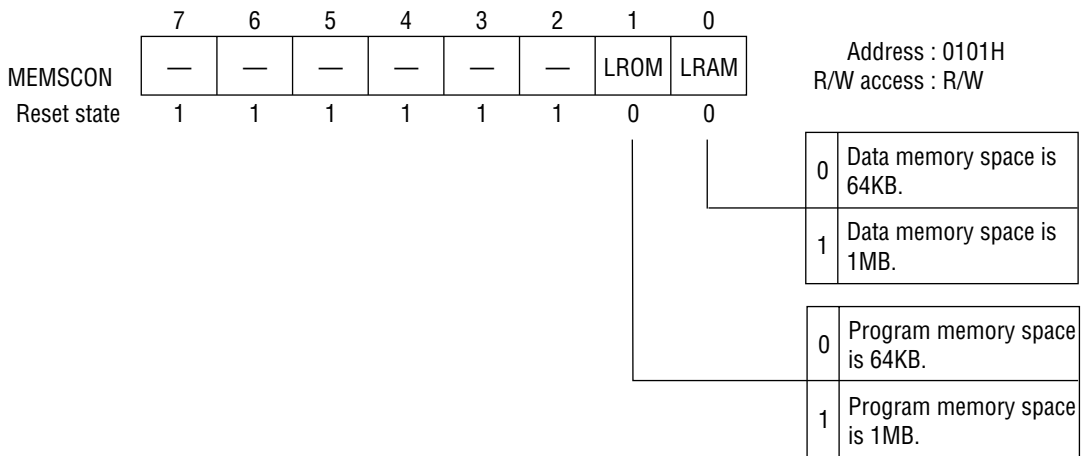 7 6 5 4 3 2 1 0
MEMSCON — — — — — — LROM LRAM
Reset state 1 1 1 1 1 1 0 0
Address : 0101H
R/W access : R/W
0 Data memory space is
64KB.
1 Data memory space is
1MB.
0 Program memory space
is 64KB.
1 Program memory space
is 1MB.